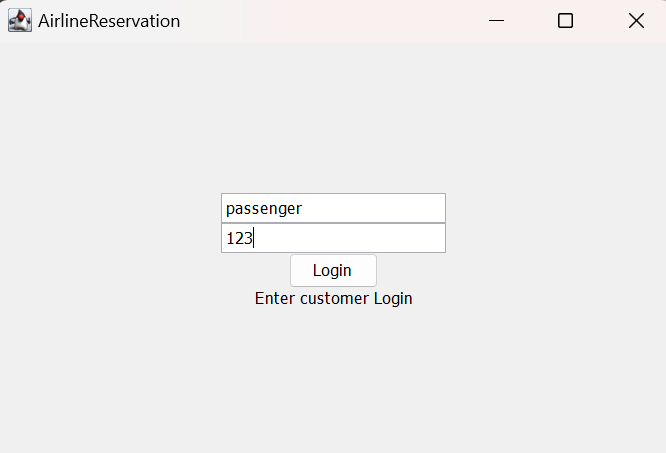 AirlineReservation
passenger
123
Login
Enter customer Login